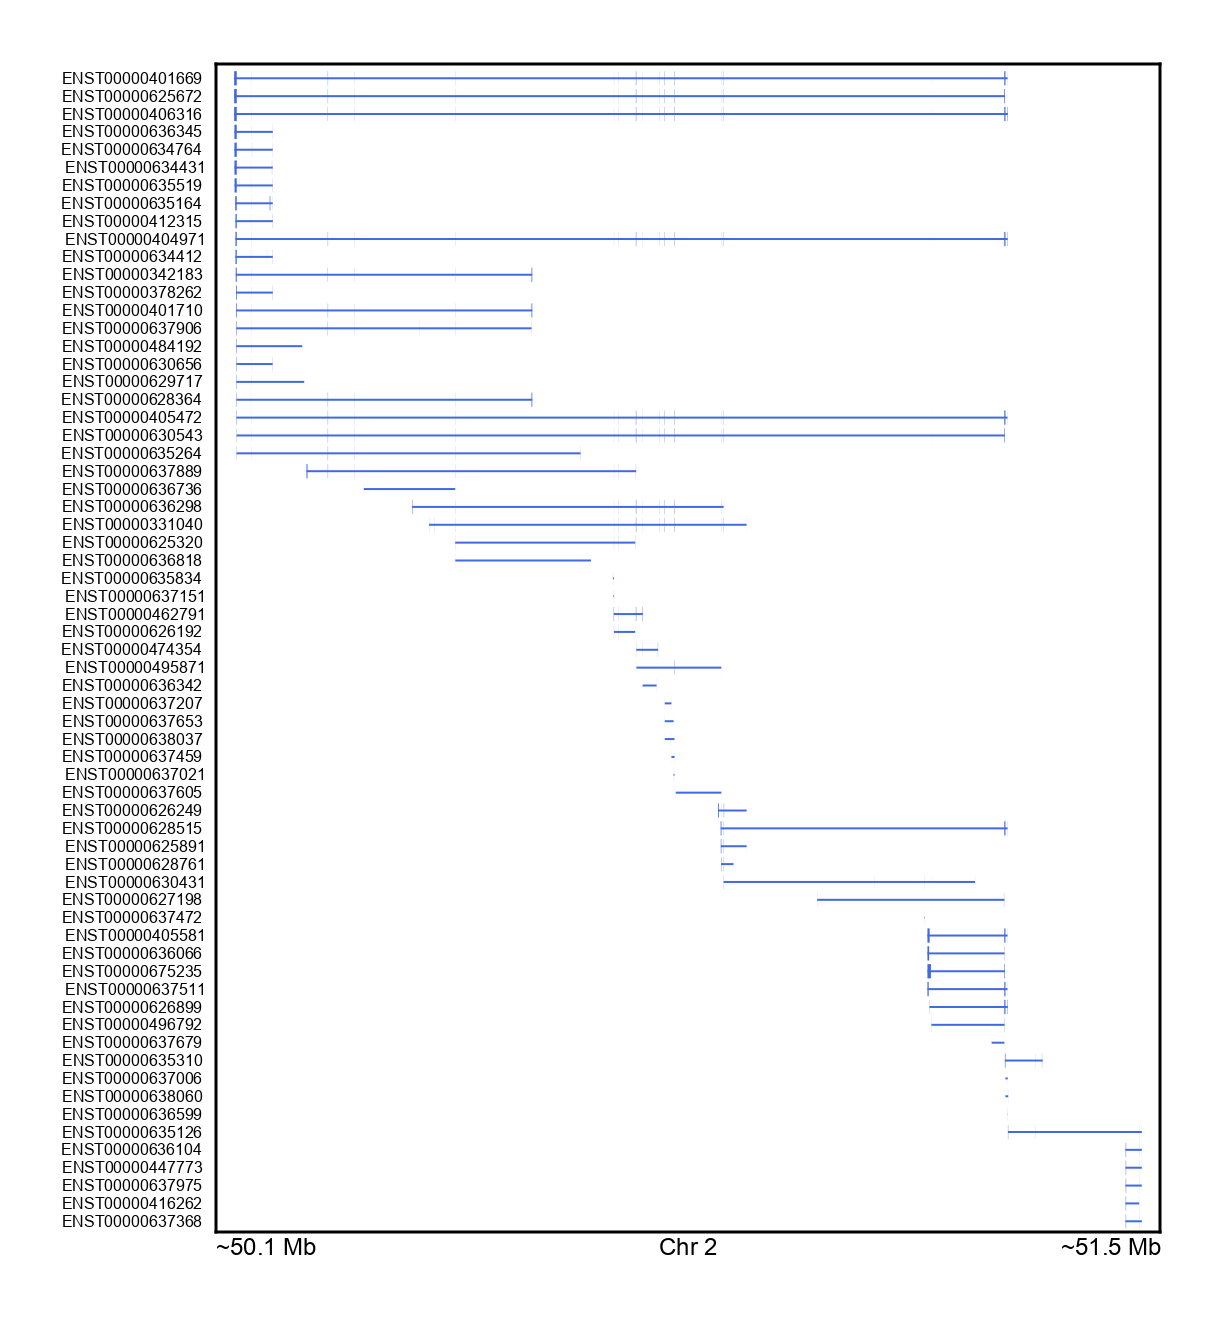 ENST00000401669
ENST00000625672
ENST00000406316
ENST00000636345
ENST00000634764
ENST00000634431
ENST00000635519
ENST00000635164
ENST00000412315
ENST00000404971
ENST00000634412
ENST00000342183
ENST00000378262
ENST00000401710
ENST00000637906
ENST00000484192
ENST00000630656
ENST00000629717
ENST00000628364
ENST00000405472
ENST00000630543
ENST00000635264
ENST00000637889
ENST00000636736
ENST00000636298
ENST00000331040
ENST00000625320
ENST00000636818
ENST00000635834
ENST00000637151
ENST00000462791
ENST00000626192
ENST00000474354
ENST00000495871
ENST00000636342
ENST00000637207
ENST00000637653
ENST00000638037
ENST00000637459
ENST00000637021
ENST00000637605
ENST00000626249
ENST00000628515
ENST00000625891
ENST00000628761
ENST00000630431
ENST00000627198
ENST00000637472
ENST00000405581
ENST00000636066
ENST00000675235
ENST00000637511
ENST00000626899
ENST00000496792
ENST00000637679
ENST00000635310
ENST00000637006
ENST00000638060
ENST00000636599
ENST00000635126
ENST00000636104
ENST00000447773
ENST00000637975
ENST00000416262
ENST00000637368
~50.1 Mb Chr 2 ~51.5 Mb